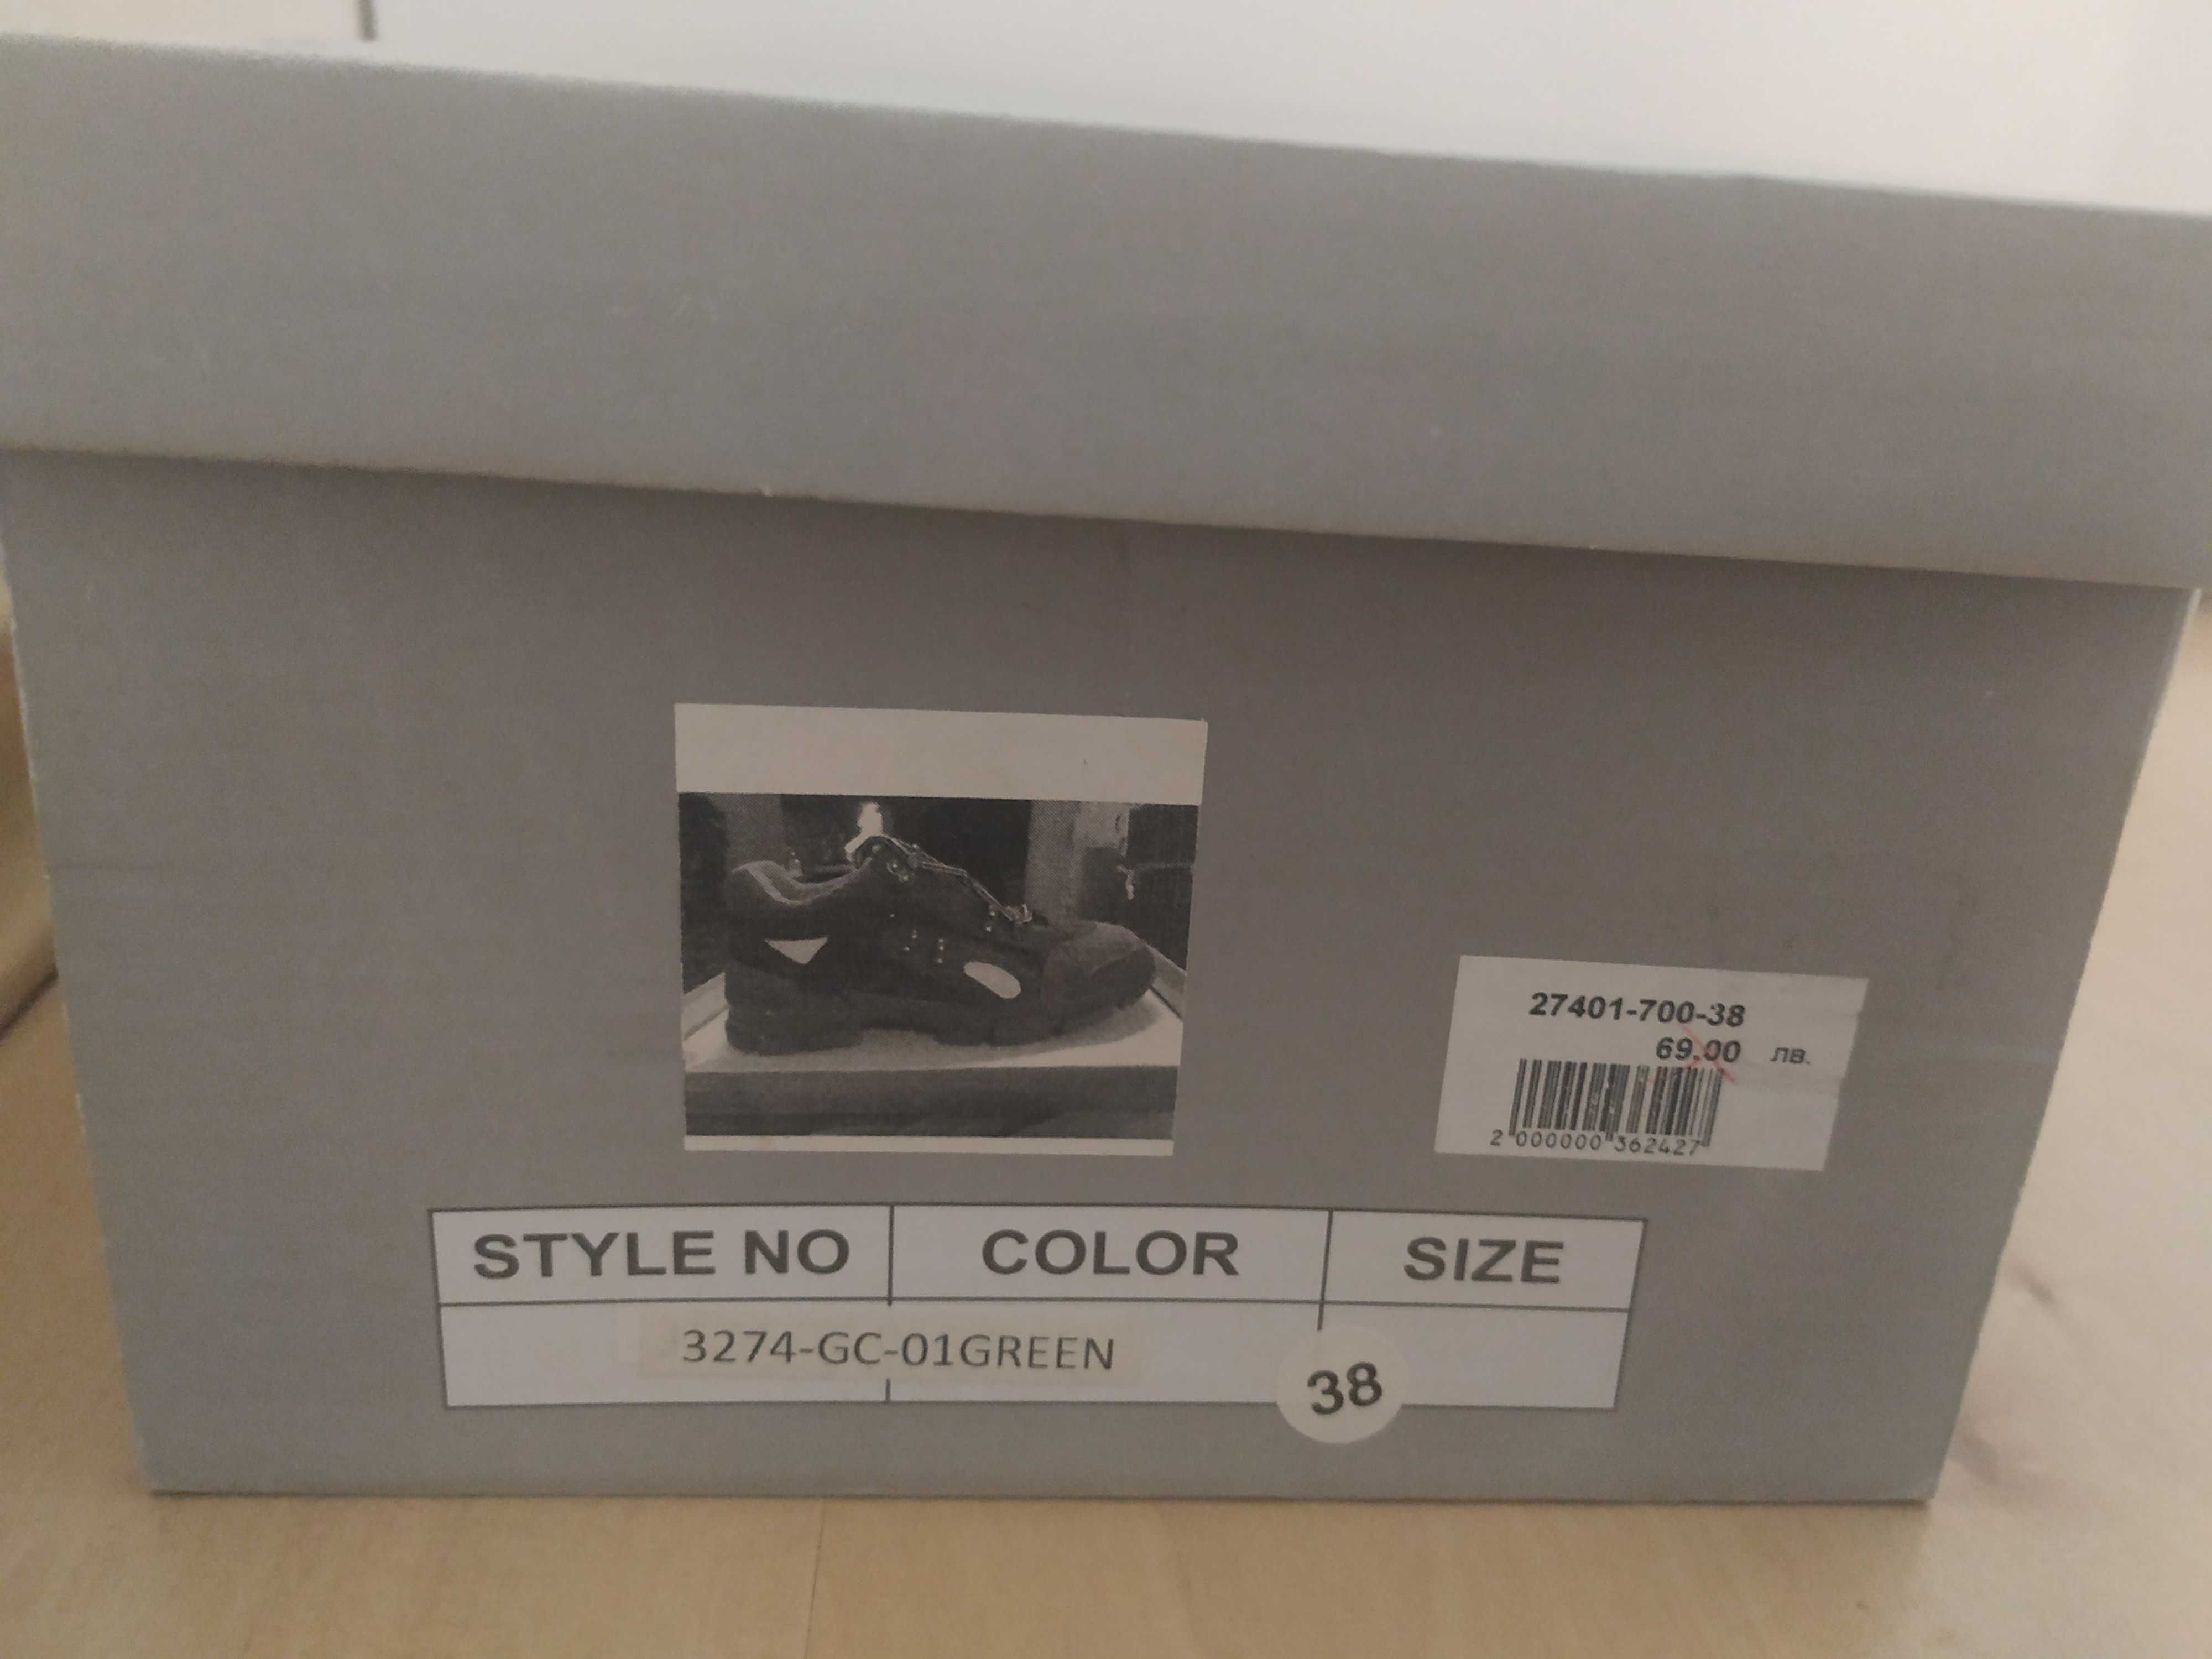 27401-700-38
69.00 лв.
2 000000 362427
STYLE NO COLOR SIZE
3274-GC-01GREEN
38